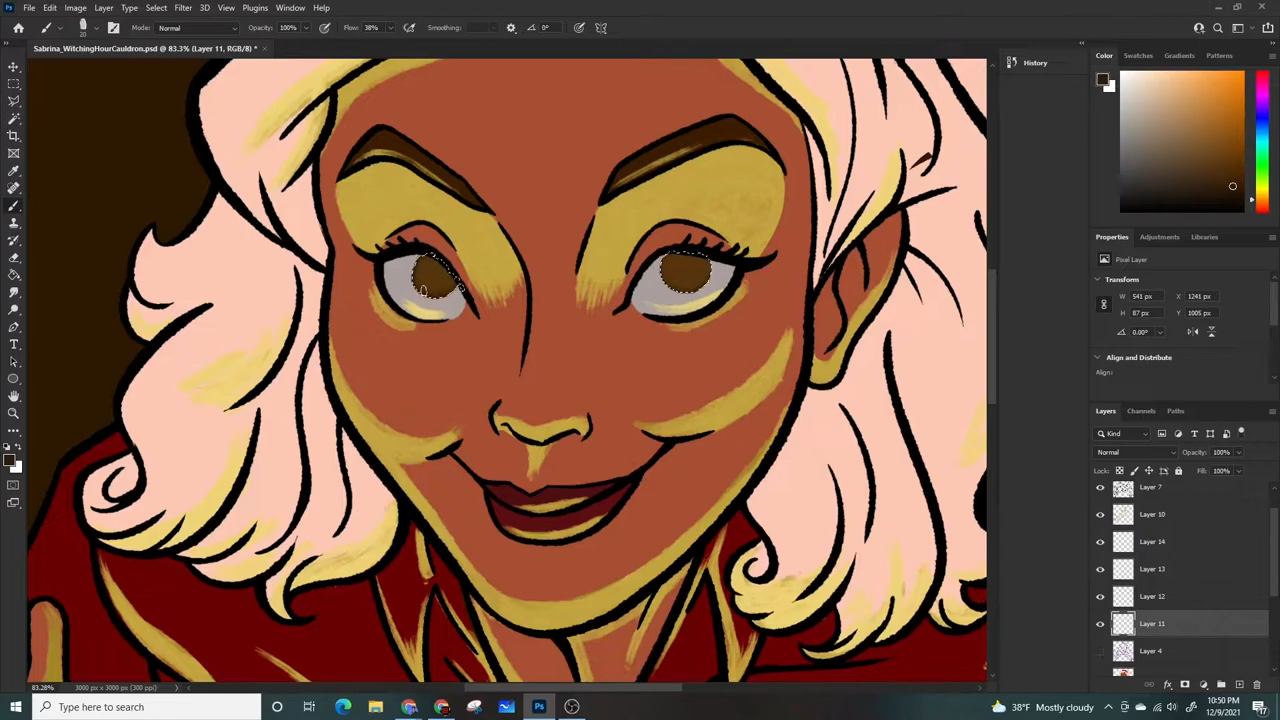 File Edit Image Layer Type Select Filter 3D View Plugins Window Help
20 Mode: Normal Opacity: 100% Flow: 38% Smoothing: 0°
Sabrina_WitchingHourCauldron.psd @ 83.3% (Layer 11, RGB/8) *
History
Color Swatches Gradients Patterns
Properties Adjustments Libraries
Pixel Layer
Transform
W 541 px X 1241 px
H 87 px Y 1005 px
0.00°
Align and Distribute
Align:
Layers Channels Paths
Kind
Normal Opacity: 100%
Lock: Fill: 100%
Layer 7
Layer 10
Layer 14
Layer 13
Layer 12
Layer 11
Layer 4
83.28% 3000 px x 3000 px (300 ppi)
Type here to search
38°F Mostly cloudy
10:50 PM
12/9/2021